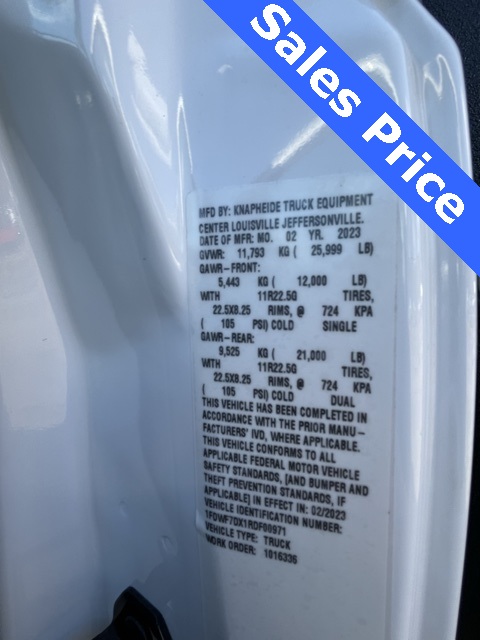 Sales Price
MFD BY: KNAPHEIDE TRUCK EQUIPMENT
CENTER LOUISVILLE JEFFERSONVILLE.
DATE OF MFR: MO. 02 YR. 2023
GVWR: 11,793 KG ( 25,999 LB)
GAWR-FRONT:
5,443 KG ( 12,000 LB)
WITH 11R22.5G TIRES,
22.5X8.25 RIMS, @ 724 KPA
( 105 PSI) COLD SINGLE
GAWR-REAR:
9,525 KG ( 21,000 LB)
WITH 11R22.5G TIRES,
22.5X8.25 RIMS, @ 724 KPA
( 105 PSI) COLD DUAL
THIS VEHICLE HAS BEEN COMPLETED IN
ACCORDANCE WITH THE PRIOR MANU-
FACTURERS' IVD, WHERE APPLICABLE.
THIS VEHICLE CONFORMS TO ALL
APPLICABLE FEDERAL MOTOR VEHICLE
SAFETY STANDARDS, [AND BUMPER AND
THEFT PREVENTION STANDARDS, IF
APPLICABLE] IN EFFECT IN: 02/2023
VEHICLE IDENTIFICATION NUMBER:
1FDWF7DX1RDF00971
VEHICLE TYPE: TRUCK
WORK ORDER: 1016336